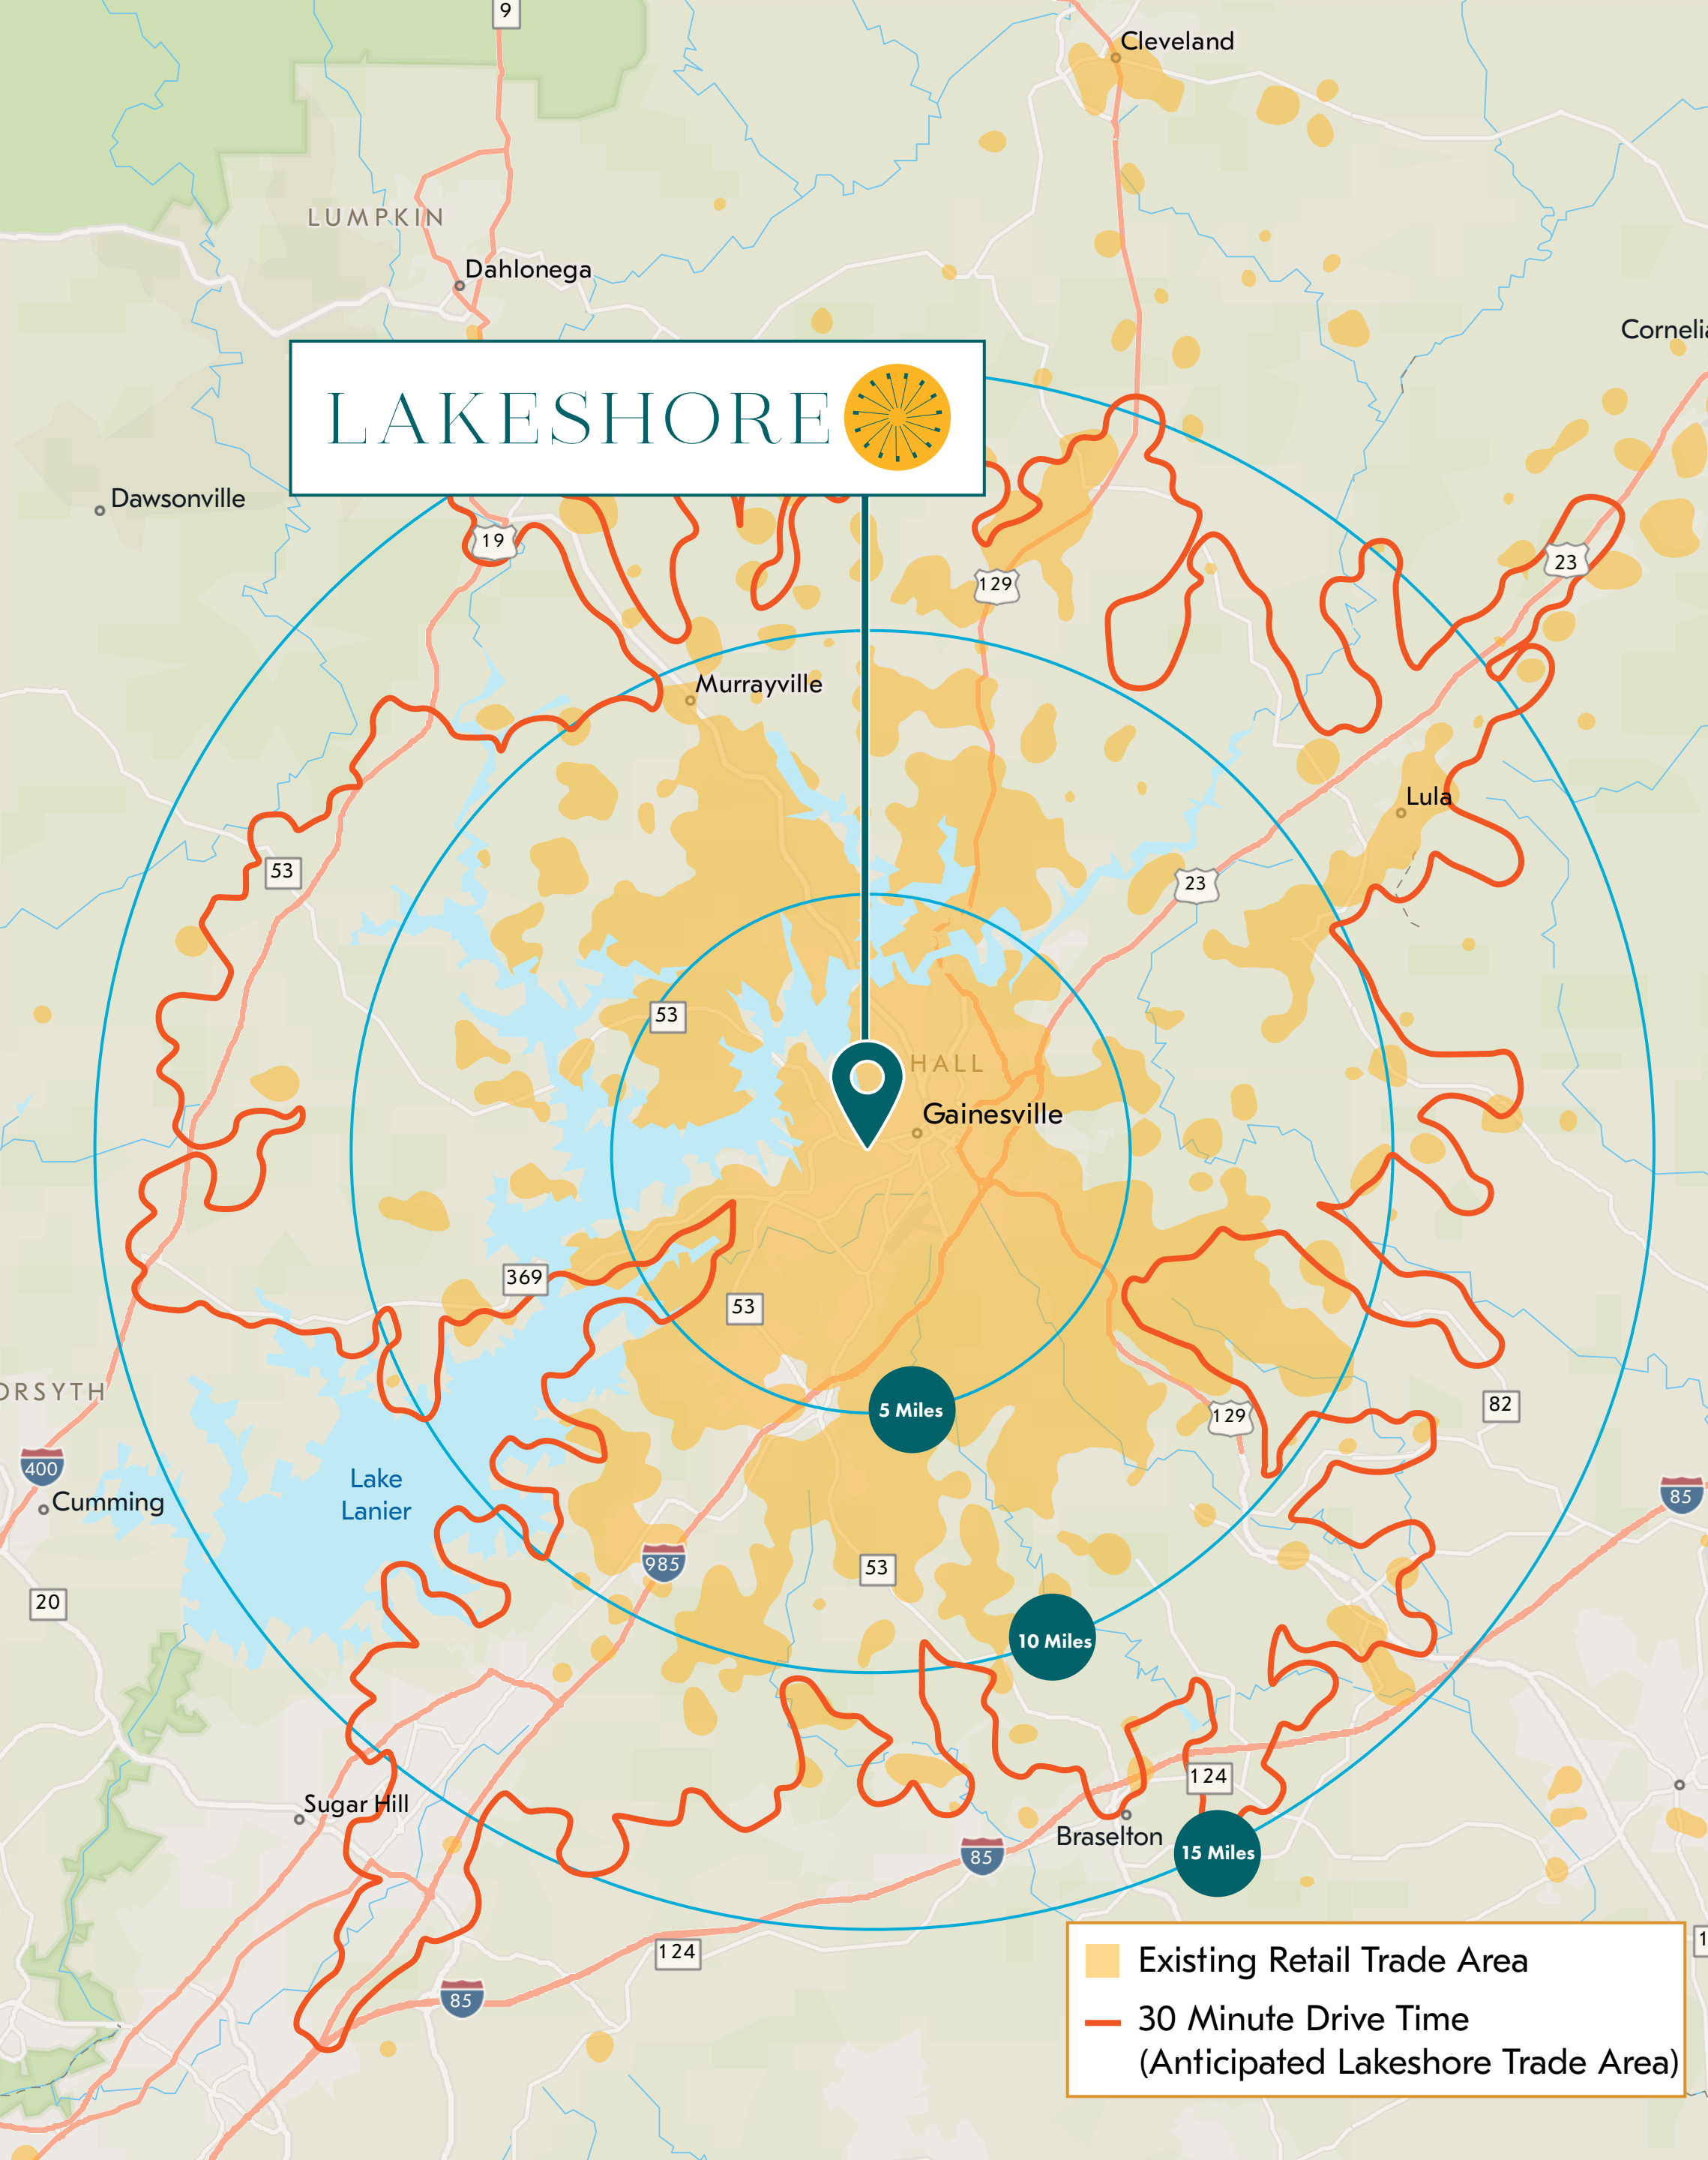 9
Cleveland
LUMPKIN
Dahlonega
Cornelia
LAKESHORE
Dawsonville
19
129
23
Murrayville
Lula
53
23
53
HALL
Gainesville
369
53
ORSYTH
5 Miles
129
82
400
Cumming
Lake
Lanier
85
985
53
20
10 Miles
124
Sugar Hill
Braselton
85
15 Miles
124
1
85
Existing Retail Trade Area
30 Minute Drive Time
(Anticipated Lakeshore Trade Area)